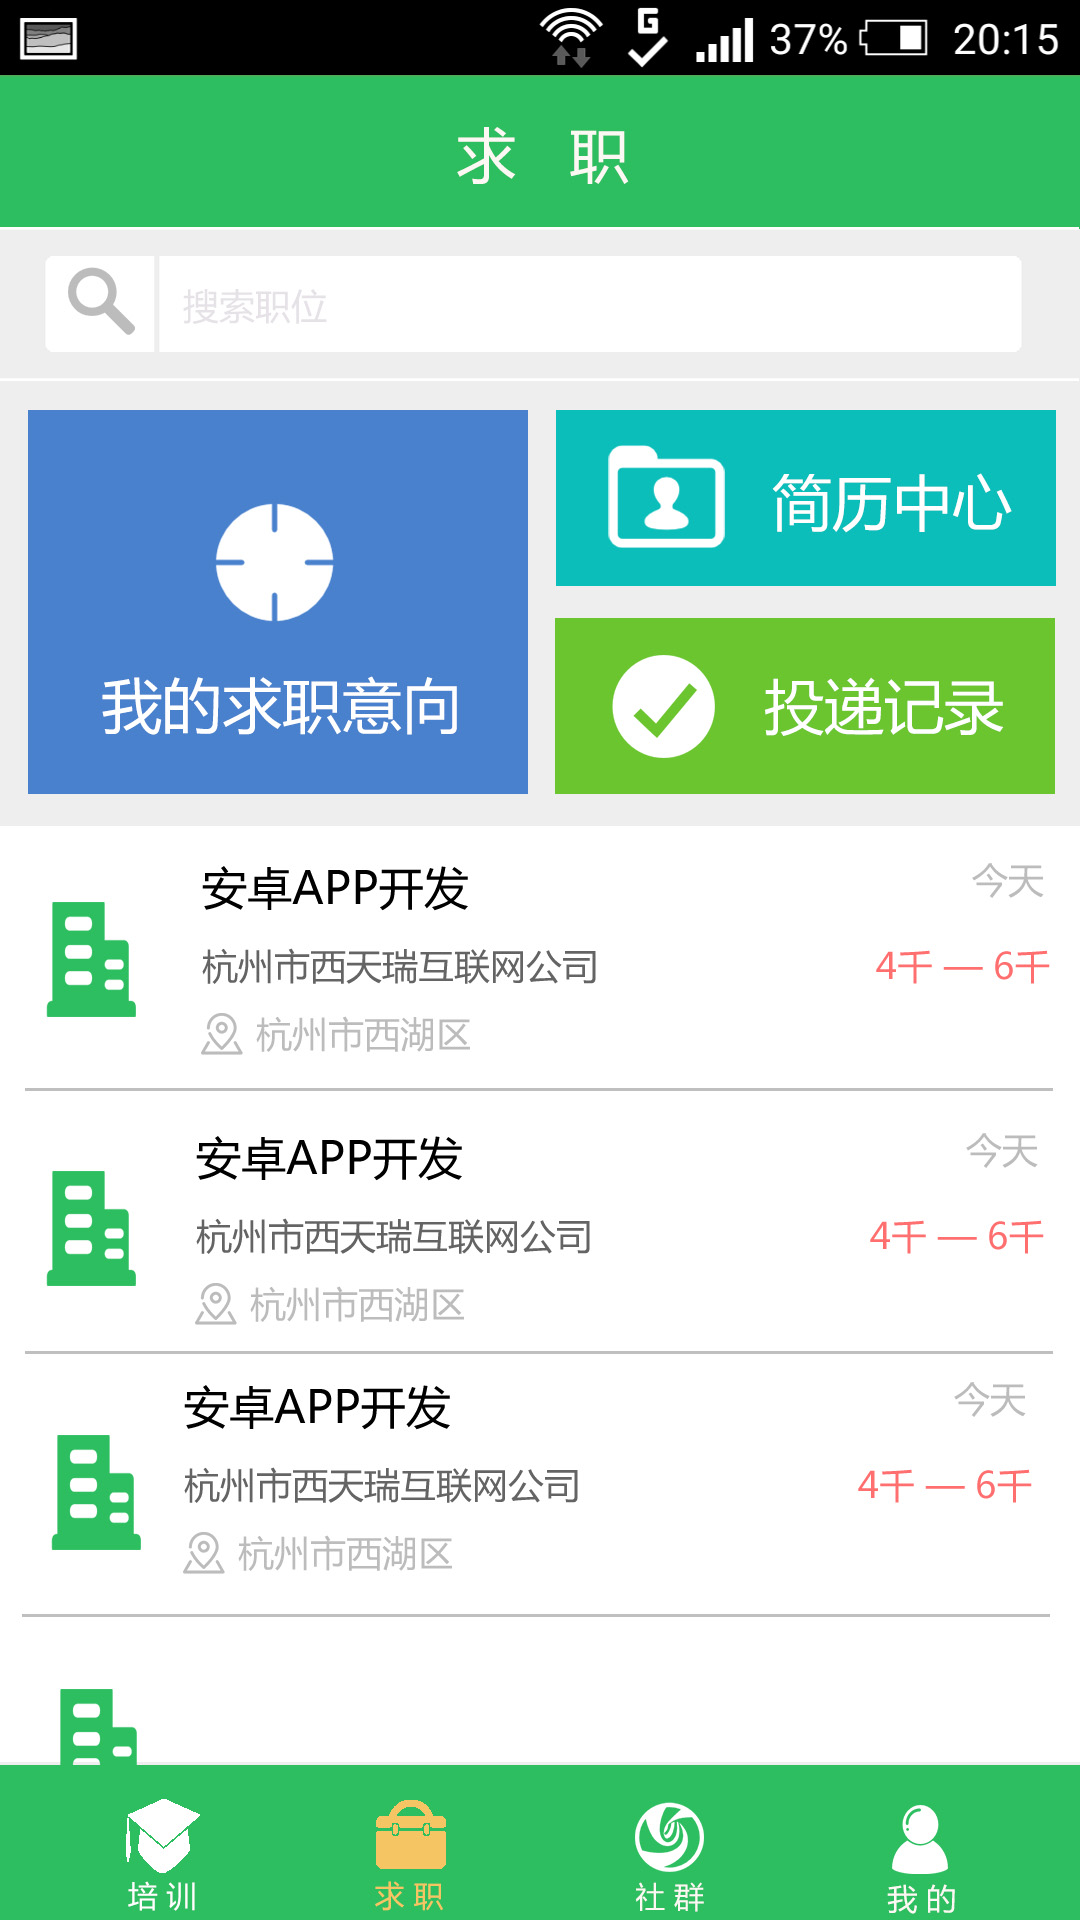 37% 20:15
求 职
搜索职位
我的求职意向
简历中心
投递记录
安卓APP开发
今天
杭州市西天瑞互联网公司
4千 — 6千
杭州市西湖区
安卓APP开发
今天
杭州市西天瑞互联网公司
4千 — 6千
杭州市西湖区
安卓APP开发
今天
杭州市西天瑞互联网公司
4千 — 6千
杭州市西湖区
培 训
求 职
社 群
我 的